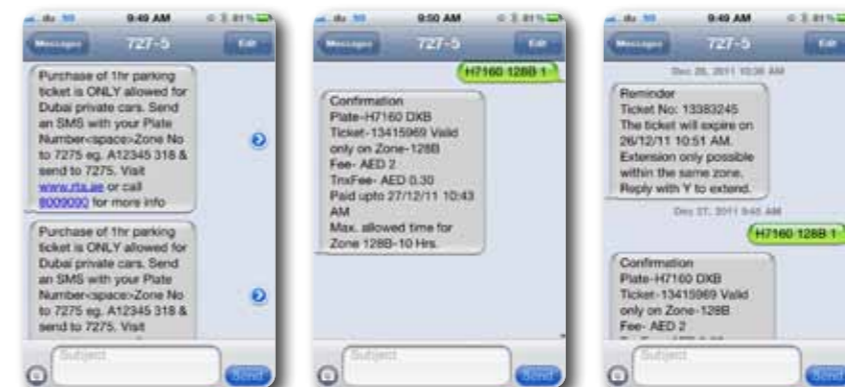 du 3G
9:49 AM
81%
Messages
727-5
Edit
Purchase of 1hr parking
ticket is ONLY allowed for
Dubai private cars. Send
an SMS with your Plate
Number<space>Zone No
to 7275 eg. A12345 318 &
send to 7275. Visit
www.rta.ae or call
8009090 for more info
Purchase of 1hr parking
ticket is ONLY allowed for
Dubai private cars. Send
an SMS with your Plate
Number<space>Zone No
to 7275 eg. A12345 318 &
send to 7275. Visit
Subject
Send
du 3G
9:50 AM
81%
Messages
727-5
Edit
H7160 128B 1
Confirmation
Plate-H7160 DXB
Ticket-13415969 Valid
only on Zone-128B
Fee- AED 2
TrnxFee- AED 0.30
Paid upto 27/12/11 10:43
AM
Max. allowed time for
Zone 128B-10 Hrs.
Subject
Send
du 3G
9:49 AM
81%
Messages
727-5
Edit
Dec 26, 2011 10:36 AM
Reminder
Ticket No: 13383245
The ticket will expire on
26/12/11 10:51 AM.
Extension only possible
within the same zone.
Reply with Y to extend.
Dec 27, 2011 9:45 AM
H7160 128B 1
Confirmation
Plate-H7160 DXB
Ticket-13415969 Valid
only on Zone-128B
Fee- AED 2
Subject
Send